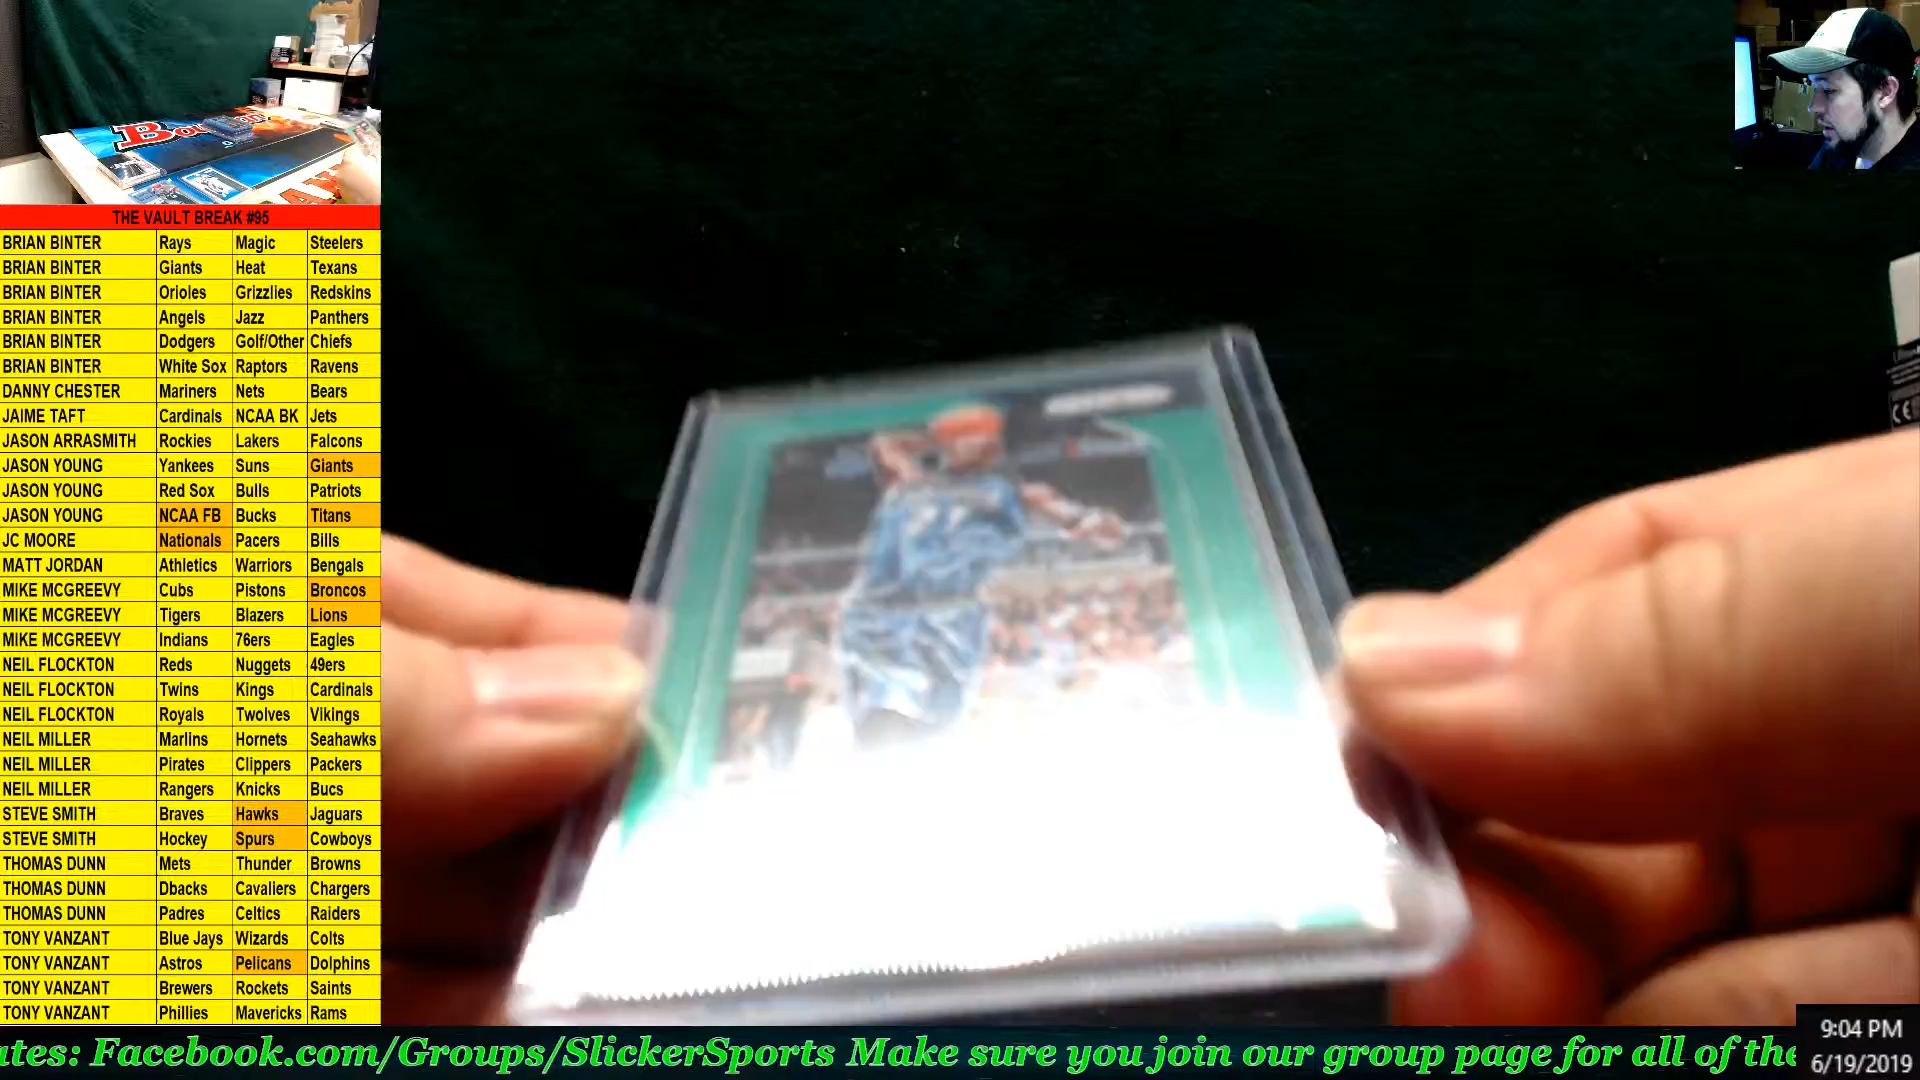 THE VAULT BREAK #95
BRIAN BINTER Rays Magic Steelers
BRIAN BINTER Giants Heat Texans
BRIAN BINTER Orioles Grizzlies Redskins
BRIAN BINTER Angels Jazz Panthers
BRIAN BINTER Dodgers Golf/Other Chiefs
BRIAN BINTER White Sox Raptors Ravens
DANNY CHESTER Mariners Nets Bears
JAIME TAFT Cardinals NCAA BK Jets
JASON ARRASMITH Rockies Lakers Falcons
JASON YOUNG Yankees Suns Giants
JASON YOUNG Red Sox Bulls Patriots
JASON YOUNG NCAA FB Bucks Titans
JC MOORE Nationals Pacers Bills
MATT JORDAN Athletics Warriors Bengals
MIKE MCGREEVY Cubs Pistons Broncos
MIKE MCGREEVY Tigers Blazers Lions
MIKE MCGREEVY Indians 76ers Eagles
NEIL FLOCKTON Reds Nuggets 49ers
NEIL FLOCKTON Twins Kings Cardinals
NEIL FLOCKTON Royals Twolves Vikings
NEIL MILLER Marlins Hornets Seahawks
NEIL MILLER Pirates Clippers Packers
NEIL MILLER Rangers Knicks Bucs
STEVE SMITH Braves Hawks Jaguars
STEVE SMITH Hockey Spurs Cowboys
THOMAS DUNN Mets Thunder Browns
THOMAS DUNN Dbacks Cavaliers Chargers
THOMAS DUNN Padres Celtics Raiders
TONY VANZANT Blue Jays Wizards Colts
TONY VANZANT Astros Pelicans Dolphins
TONY VANZANT Brewers Rockets Saints
TONY VANZANT Phillies Mavericks Rams
ates: Facebook.com/Groups/SlickerSports Make sure you join our group page for all of the
9:04 PM
6/19/2019